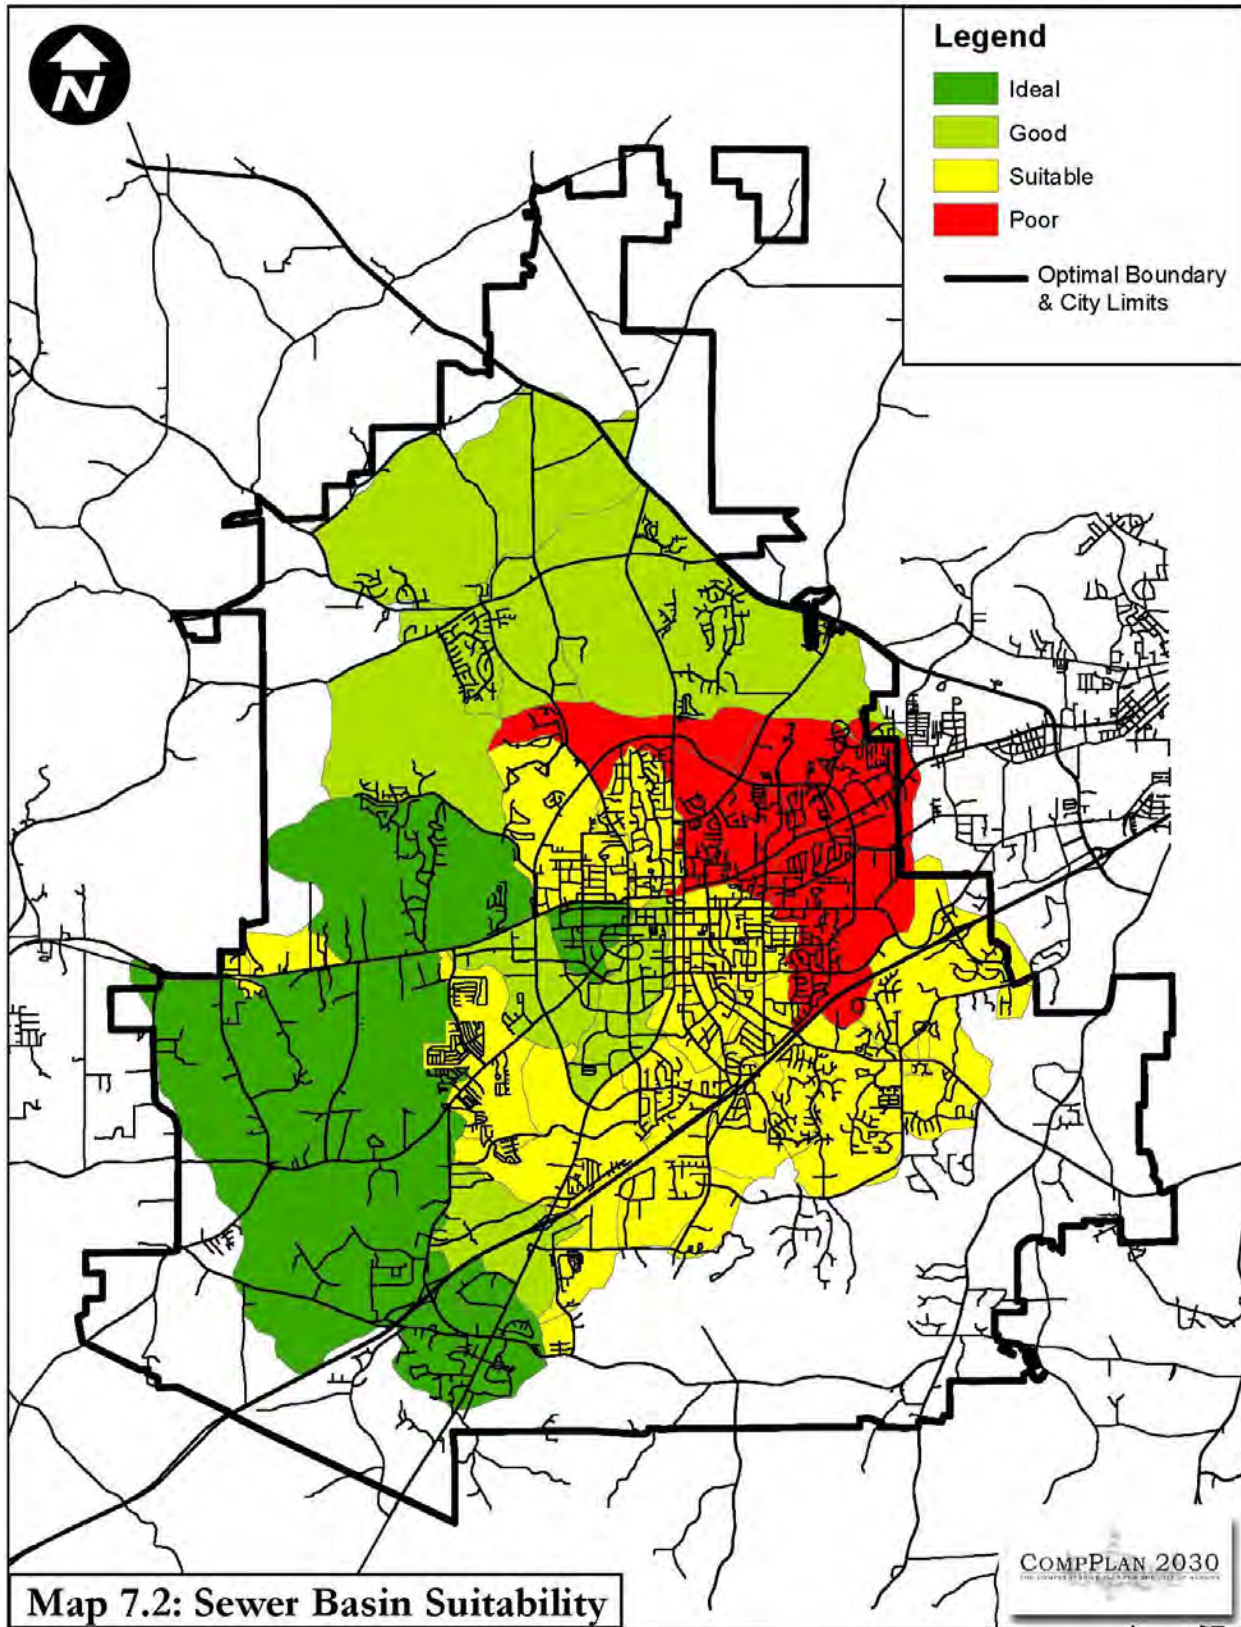 N
Legend
Ideal
Good
Suitable
Poor
Optimal Boundary
& City Limits
COMPPLAN 2030
Map 7.2: Sewer Basin Suitability